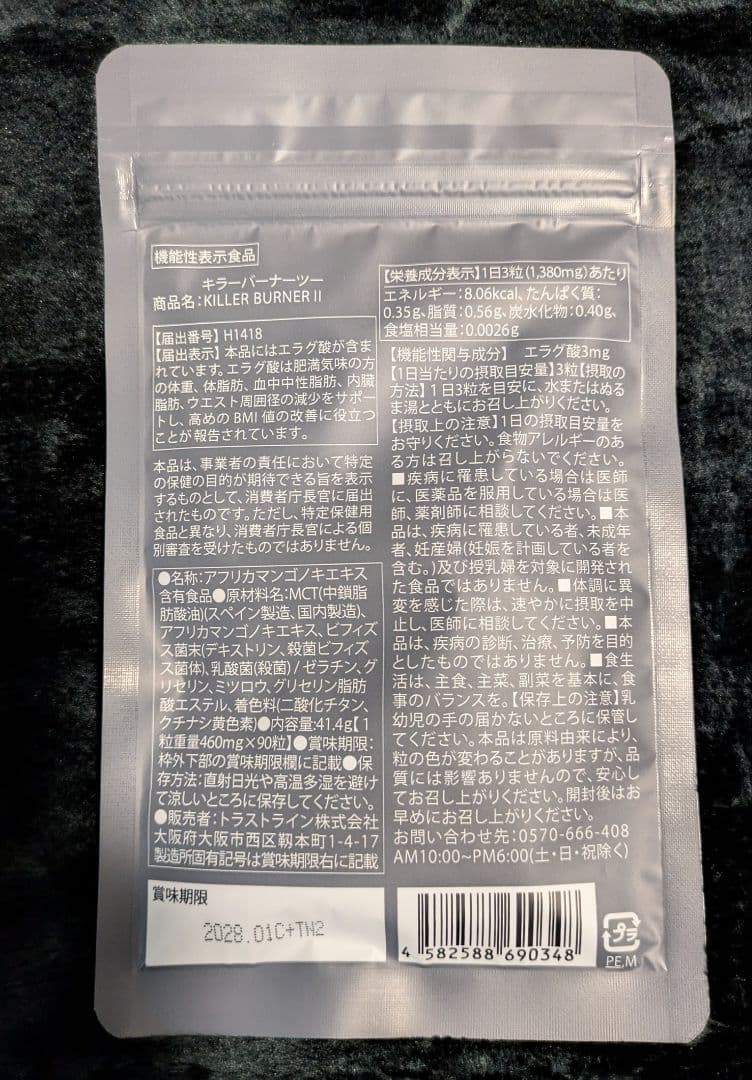 機能性表示食品
キラーバーナーツー
商品名:KILLER BURNERⅡ
【届出番号】H1418
【届出表示】本品にはエラグ酸が含ま
れています。エラグ酸は肥満気味の方
の体重、体脂肪、血中中性脂肪、内臓
脂肪、ウエスト周囲径の減少をサポー
トし、高めのBMI値の改善に役立つ
ことが報告されています。
本品は、事業者の責任において特定
の保健の目的が期待できる旨を表示
するものとして、消費者庁長官に届出
されたものです。ただし、特定保健用
食品と異なり、消費者庁長官による個
別審査を受けたものではありません。
●名称:アフリカマンゴノキエキス
含有食品●原材料名:MCT(中鎖脂
肪酸油)(スペイン製造、国内製造)、
アフリカマンゴノキエキス、ビフィズ
ス菌末(デキストリン、殺菌ビフィズ
ス菌体)、乳酸菌(殺菌)/ゼラチン、グ
リセリン、ミツロウ、グリセリン脂肪
酸エステル、着色料(二酸化チタン、
クチナシ黄色素)●内容量:41.4g【1
粒重量460mg×90粒】●賞味期限:
枠外下部の賞味期限欄に記載●保
存方法:直射日光や高温多湿を避け
て涼しいところに保存してください。
●販売者:トラストライン株式会社
大阪府大阪市西区靱本町1-4-17
製造所固有記号は賞味期限右に記載
【栄養成分表示】1日3粒(1,380mg)あたり
エネルギー:8.06kcal、たんぱく質:
0.35g、脂質:0.56g、炭水化物:0.40g、
食塩相当量:0.0026g
【機能性関与成分】 エラグ酸3mg
【1日当たりの摂取目安量】3粒【摂取の
方法】1日3粒を目安に、水またはぬる
ま湯とともにお召し上がりください。
【摂取上の注意】1日の摂取目安量を
お守りください。食物アレルギーのあ
る方は召し上がらないでください。
■疾病に罹患している場合は医師
に、医薬品を服用している場合は医
師、薬剤師に相談してください。■本
品は、疾病に罹患している者、未成年
者、妊産婦(妊娠を計画している者を
含む。)及び授乳婦を対象に開発され
た食品ではありません。■体調に異
変を感じた際は、速やかに摂取を中
止し、医師に相談してください。■本
品は、疾病の診断、治療、予防を目的
としたものではありません。■食生
活は、主食、主菜、副菜を基本に、食
事のバランスを。【保存上の注意】乳
幼児の手の届かないところに保管し
てください。本品は原料由来により、
粒の色が変わることがありますが、品
質には影響ありませんので、安心し
てお召し上がりください。開封後はお
早めにお召し上がりください。
お問い合わせ先:0570-666-408
AM10:00~PM6:00(土・日・祝除く)
賞味期限
2028.01C+TN2
4 582588 690348
プラ
PE,M